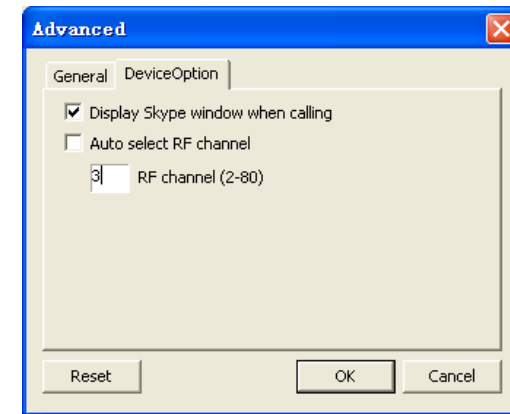 Advanced
General DeviceOption
Display Skype window when calling
Auto select RF channel
3 RF channel (2-80)
Reset OK Cancel